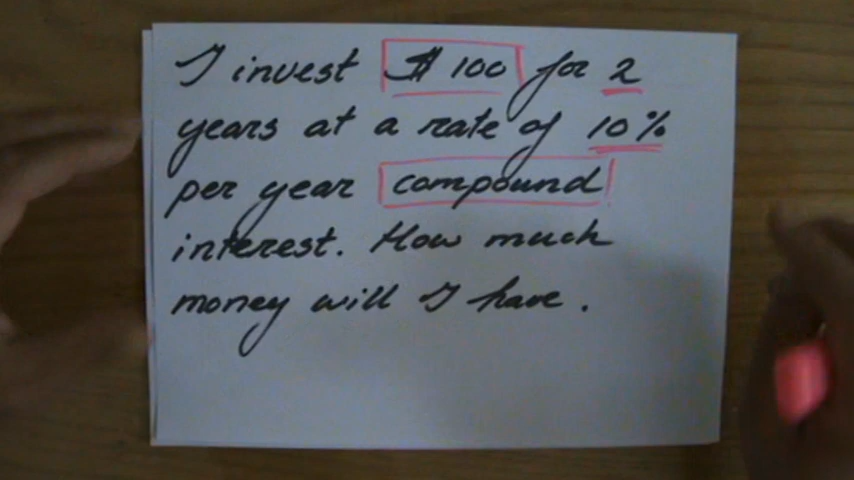 I invest $ 100 for 2
years at a rate of 10%
per year compound
interest. How much
money will I have.